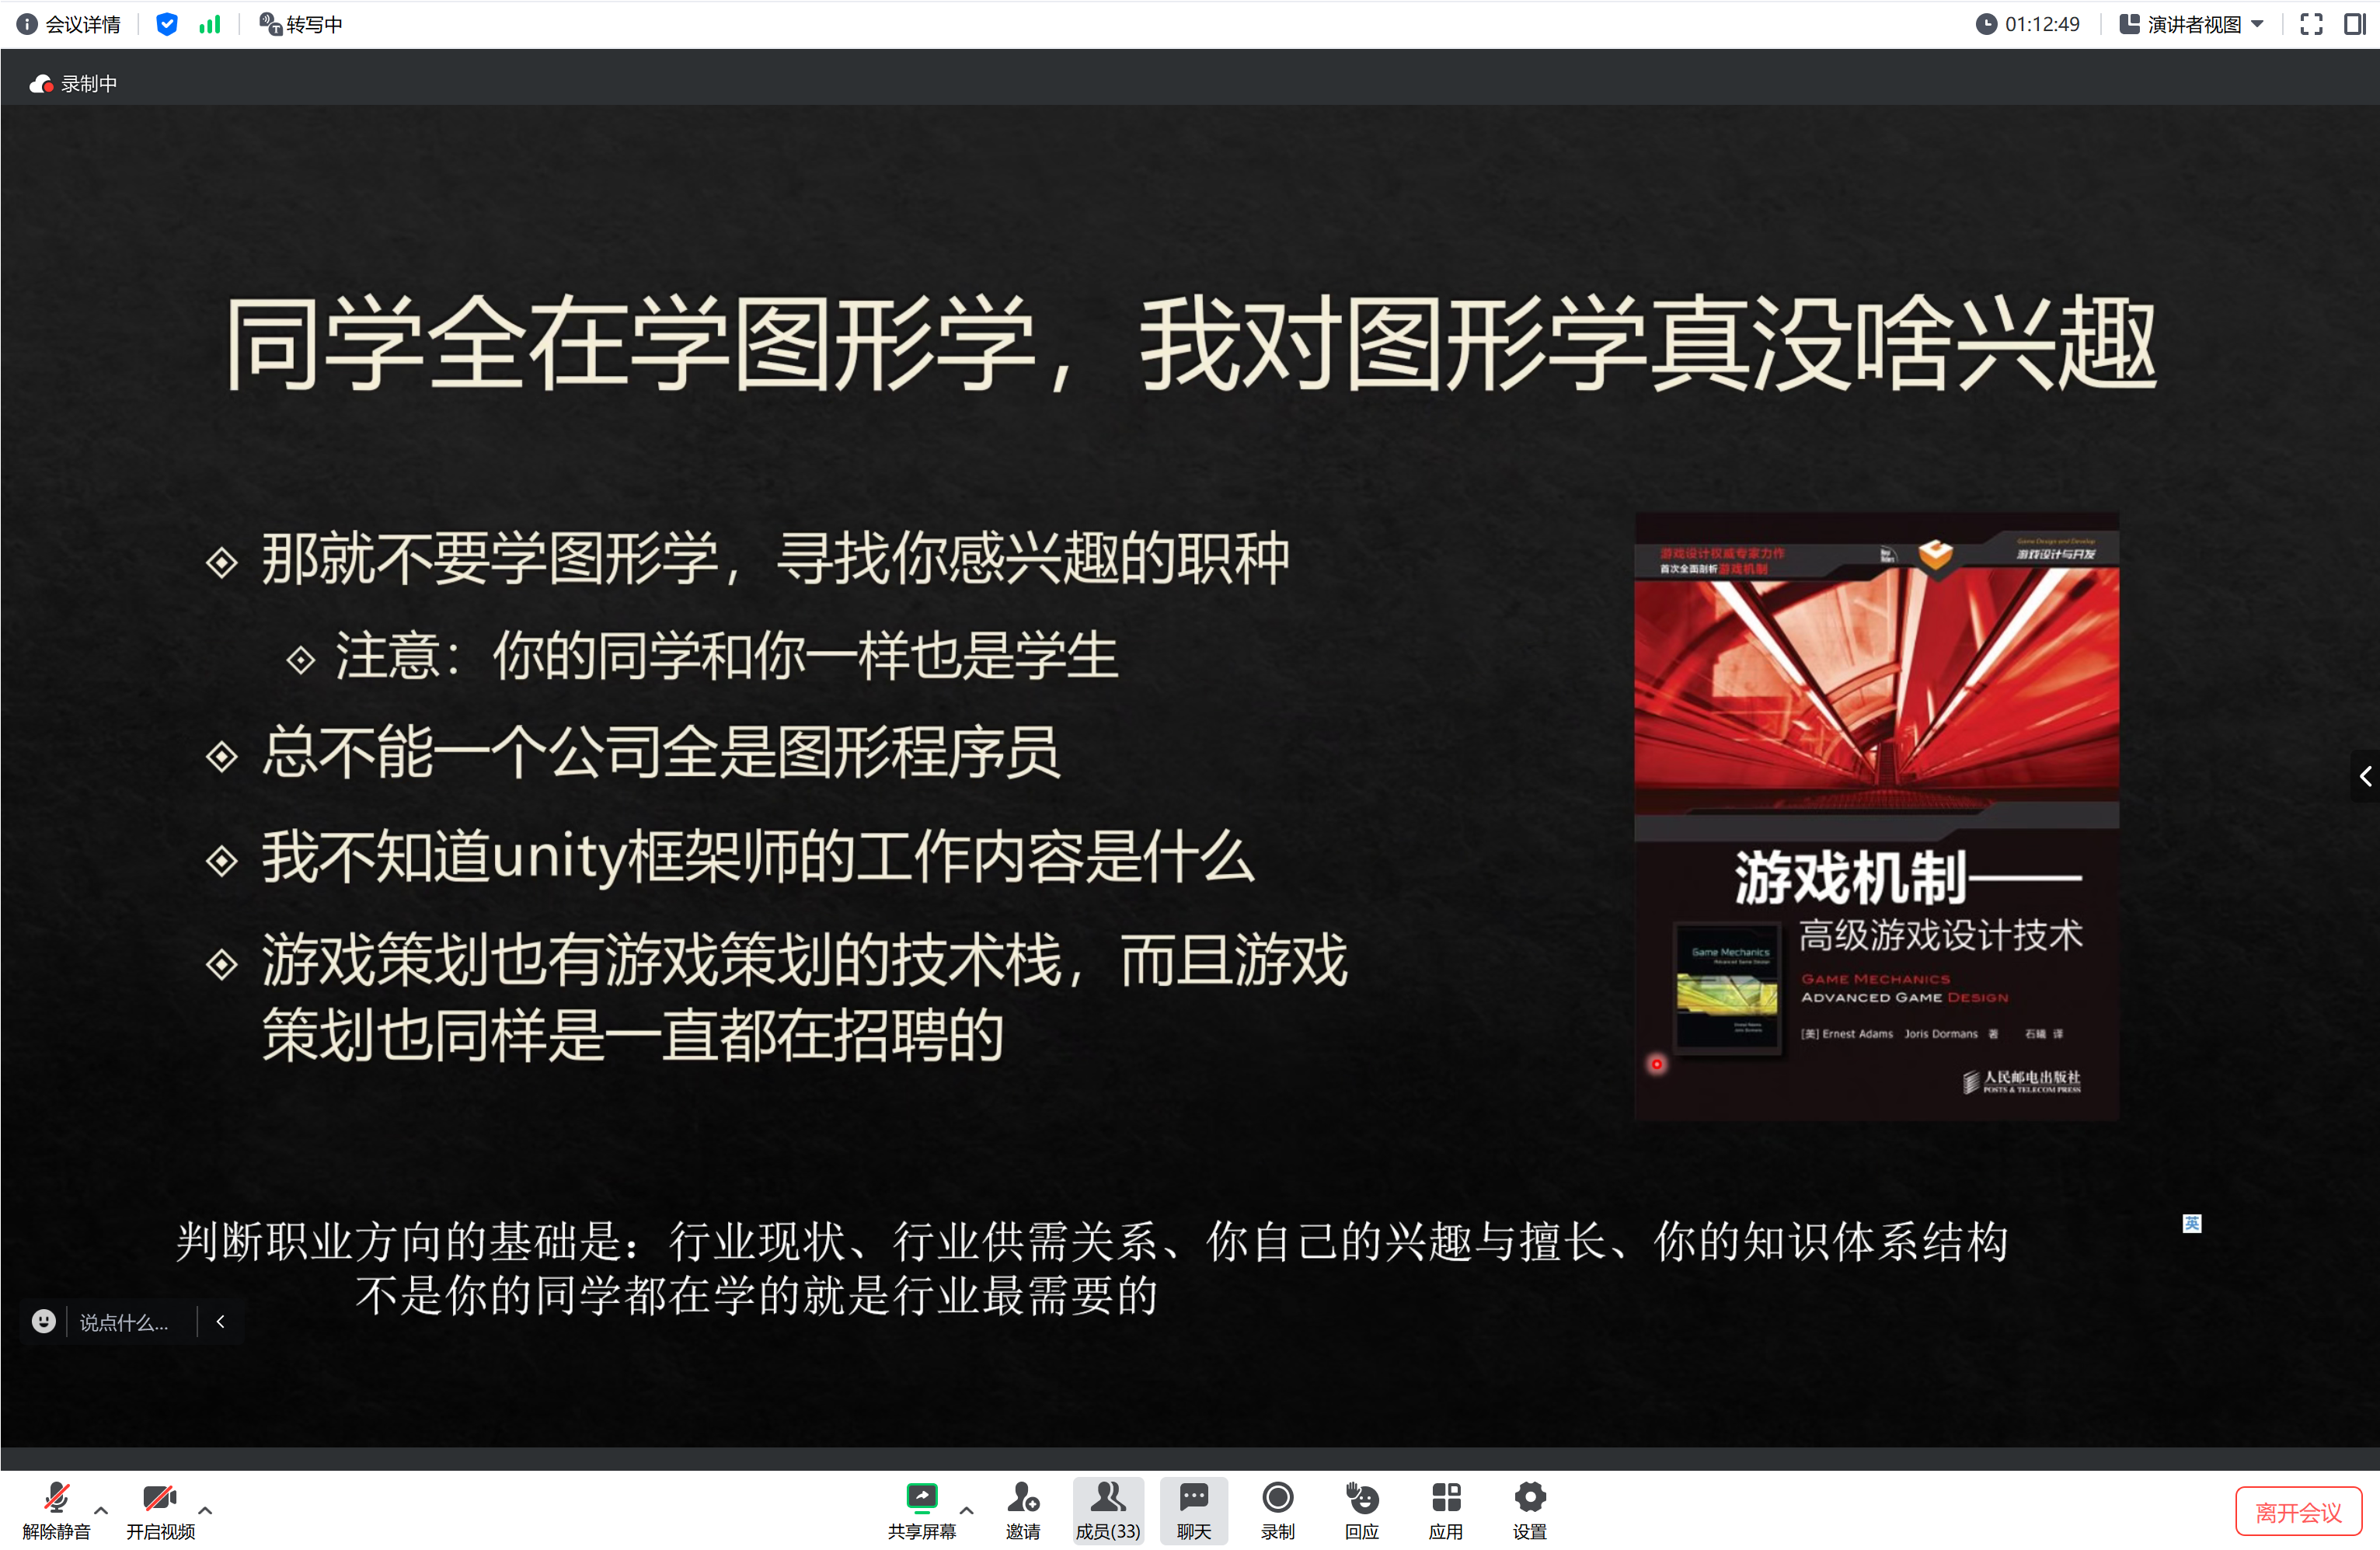 会议详情
转写中
01:12:49
演讲者视图
录制中
同学全在学图形学，我对图形学真没啥兴趣
那就不要学图形学，寻找你感兴趣的职种
注意：你的同学和你一样也是学生
总不能一个公司全是图形程序员
我不知道unity框架师的工作内容是什么
游戏策划也有游戏策划的技术栈，而且游戏
策划也同样是一直都在招聘的
游戏设计权威专家力作
首次全面剖析游戏机制
Game Design and Develop
游戏设计与开发
游戏机制——
高级游戏设计技术
Game Mechanics
Advanced Game Design
GAME MECHANICS
ADVANCED GAME DESIGN
[美] Ernest Adams Joris Dormans 著 石曦 译
人民邮电出版社
POSTS & TELECOM PRESS
判断职业方向的基础是：行业现状、行业供需关系、你自己的兴趣与擅长、你的知识体系结构
不是你的同学都在学的就是行业最需要的
英
说点什么...
解除静音
开启视频
共享屏幕
邀请
成员(33)
聊天
录制
回应
应用
设置
离开会议